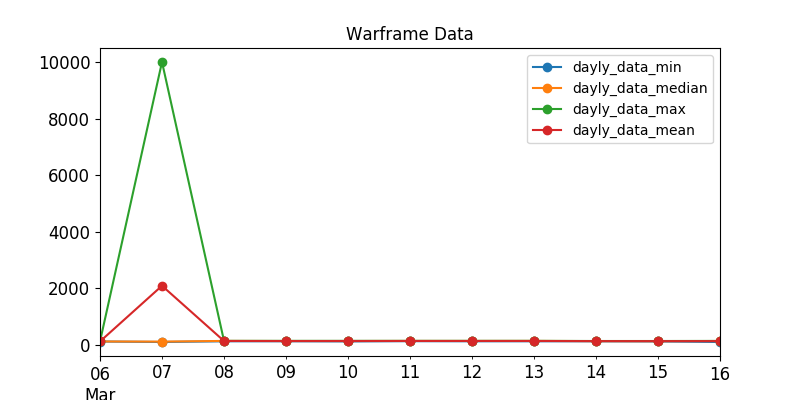 Warframe Data
dayly_data_min
dayly_data_median
dayly_data_max
dayly_data_mean
10000
8000
6000
4000
2000
0
06 07 08 09 10 11 12 13 14 15 16
Mar